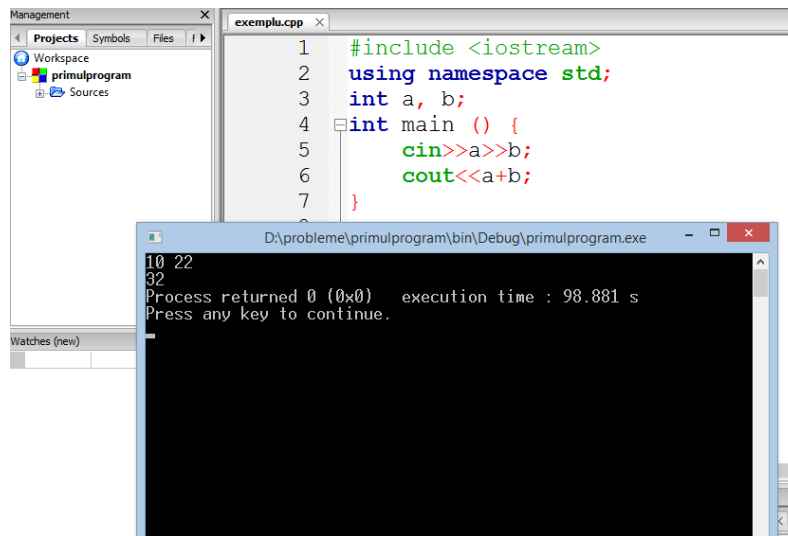 Management X
Projects Symbols Files F
Workspace
primulprogram
Sources
Watches (new)
exemplu.cpp ×
1 #include <iostream>
2 using namespace std;
3 int a, b;
4 int main () {
5 cin>>a>>b;
6 cout<<a+b;
7 }
D:\probleme\primulprogram\bin\Debug\primulprogram.exe
10 22
32
Process returned 0 (0x0) execution time : 98.881 s
Press any key to continue.